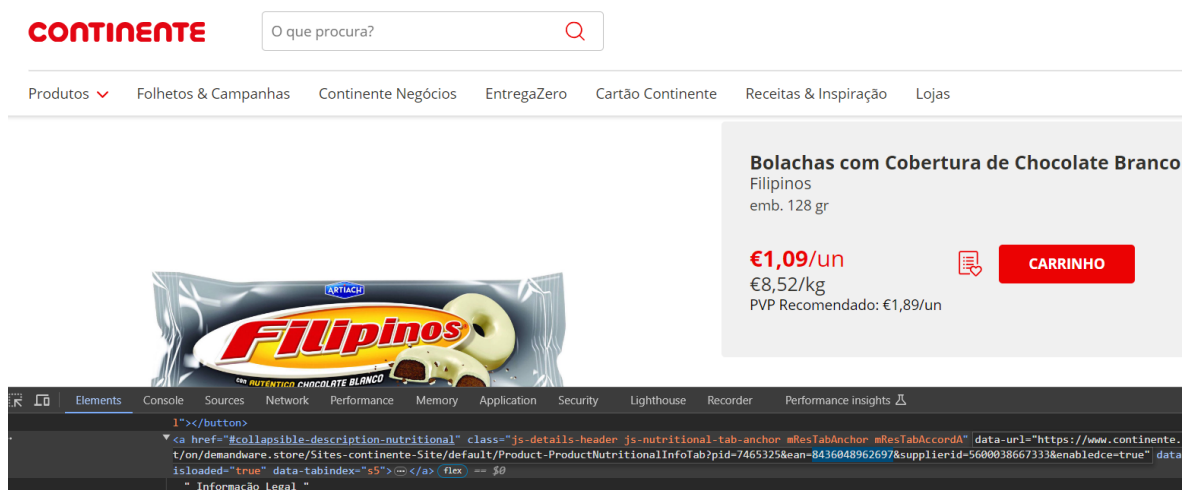 CONTINENTE
O que procura?
Produtos
Folhetos & Campanhas
Continente Negócios
EntregaZero
Cartão Continente
Receitas & Inspiração
Lojas
Bolachas com Cobertura de Chocolate Branco
Filipinos
emb. 128 gr
€1,09/un
€8,52/kg
PVP Recomendado: €1,89/un
CARRINHO
ARTIACH
Filipinos
con AUTÉNTICO CHOCOLATE BLANCO
Elements Console Sources Network Performance Memory Application Security Lighthouse Recorder Performance insights
l"></button>
<a href="#collapsible-description-nutritional" class="js-details-header js-nutritional-tab-anchor mResTabAnchor mResTabAccordA" data-url="https://www.continente.
t/on/demandware.store/Sites-continente-Site/default/Product-ProductNutritionalInfoTab?pid=7465325&ean=8436048962697&supplierid=5600038667333&enabledce=true" data
isloaded="true" data-tabindex="s5">…</a> flex == $0
" Informação Legal "